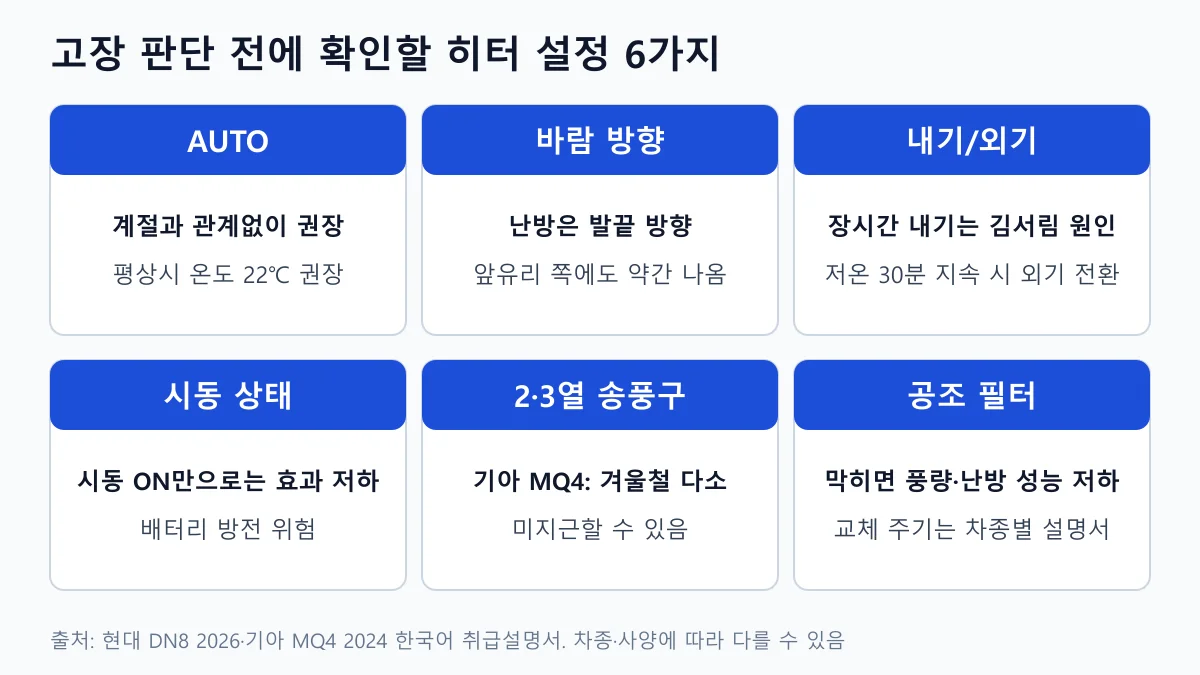 고장 판단 전에 확인할 히터 설정 6가지
AUTO
계절과 관계없이 권장
평상시 온도 22℃ 권장
바람 방향
난방은 발끝 방향
앞유리 쪽에도 약간 나옴
내기/외기
장시간 내기는 김서림 원인
저온 30분 지속 시 외기 전환
시동 상태
시동 ON만으로는 효과 저하
배터리 방전 위험
2·3열 송풍구
기아 MQ4: 겨울철 다소
미지근할 수 있음
공조 필터
막히면 풍량·난방 성능 저하
교체 주기는 차종별 설명서
출처: 현대 DN8 2026·기아 MQ4 2024 한국어 취급설명서. 차종·사양에 따라 다를 수 있음